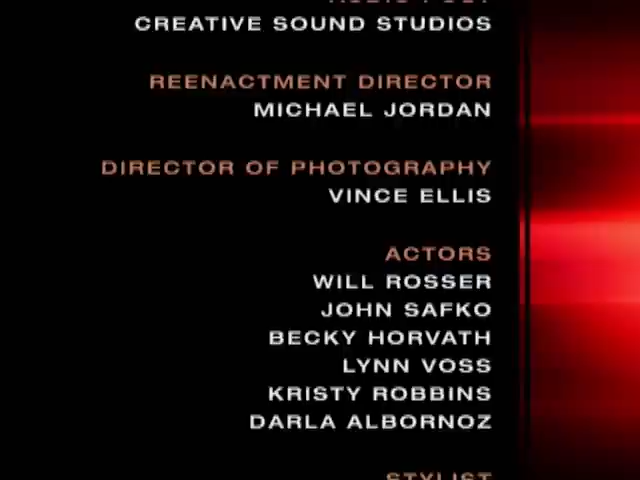 CREATIVE SOUND STUDIOS
REENACTMENT DIRECTOR
MICHAEL JORDAN
DIRECTOR OF PHOTOGRAPHY
VINCE ELLIS
ACTORS
WILL ROSSER
JOHN SAFKO
BECKY HORVATH
LYNN VOSS
KRISTY ROBBINS
DARLA ALBORNOZ
STYLIST